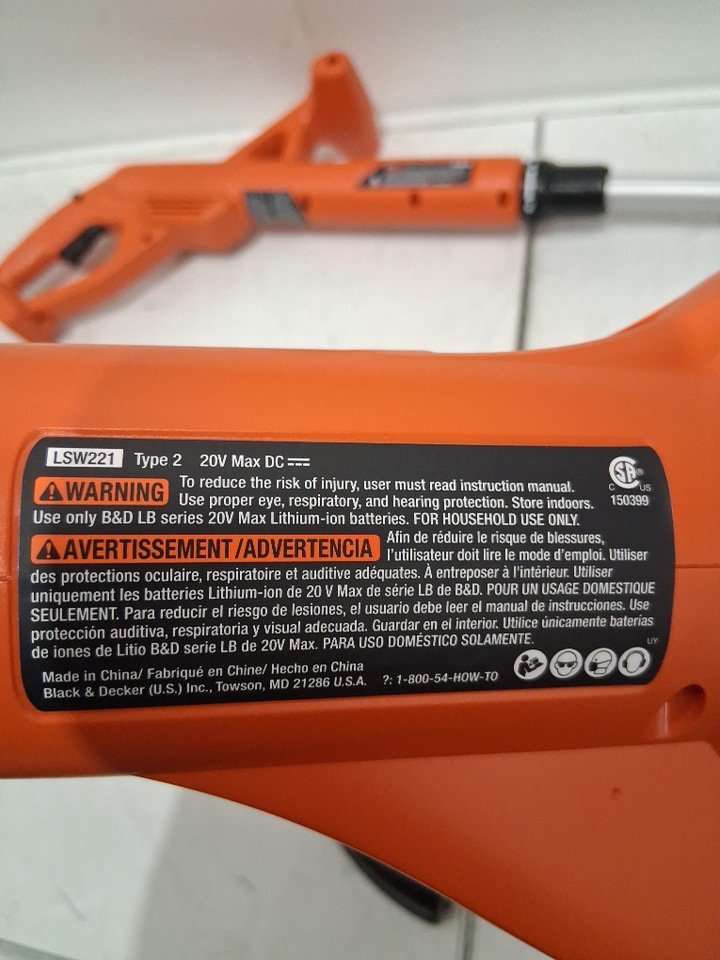 LSW221 Type 2 20V Max DC
WARNING To reduce the risk of injury, user must read instruction manual.
Use proper eye, respiratory, and hearing protection. Store indoors.
Use only B&D LB series 20V Max Lithium-ion batteries. FOR HOUSEHOLD USE ONLY.
C SA® US
150399
AVERTISSEMENT/ADVERTENCIA Afin de réduire le risque de blessures,
l'utilisateur doit lire le mode d'emploi. Utiliser
des protections oculaire, respiratoire et auditive adéquates. À entreposer à l'intérieur. Utiliser
uniquement les batteries Lithium-ion de 20 V Max de série LB de B&D. POUR UN USAGE DOMESTIQUE
SEULEMENT. Para reducir el riesgo de lesiones, el usuario debe leer el manual de instrucciones. Use
protección auditiva, respiratoria y visual adecuada. Guardar en el interior. Utilice únicamente baterías
de iones de Litio B&D serie LB de 20V Max. PARA USO DOMÉSTICO SOLAMENTE.
UY
Made in China/ Fabriqué en Chine/ Hecho en China
Black & Decker (U.S.) Inc., Towson, MD 21286 U.S.A. ?: 1-800-54-HOW-TO